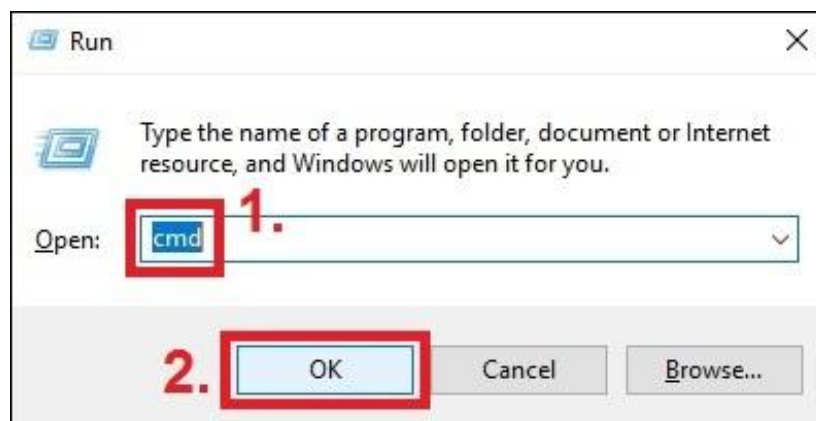 Run
Type the name of a program, folder, document or Internet
resource, and Windows will open it for you.
1.
Open: cmd
2. OK Cancel Browse...